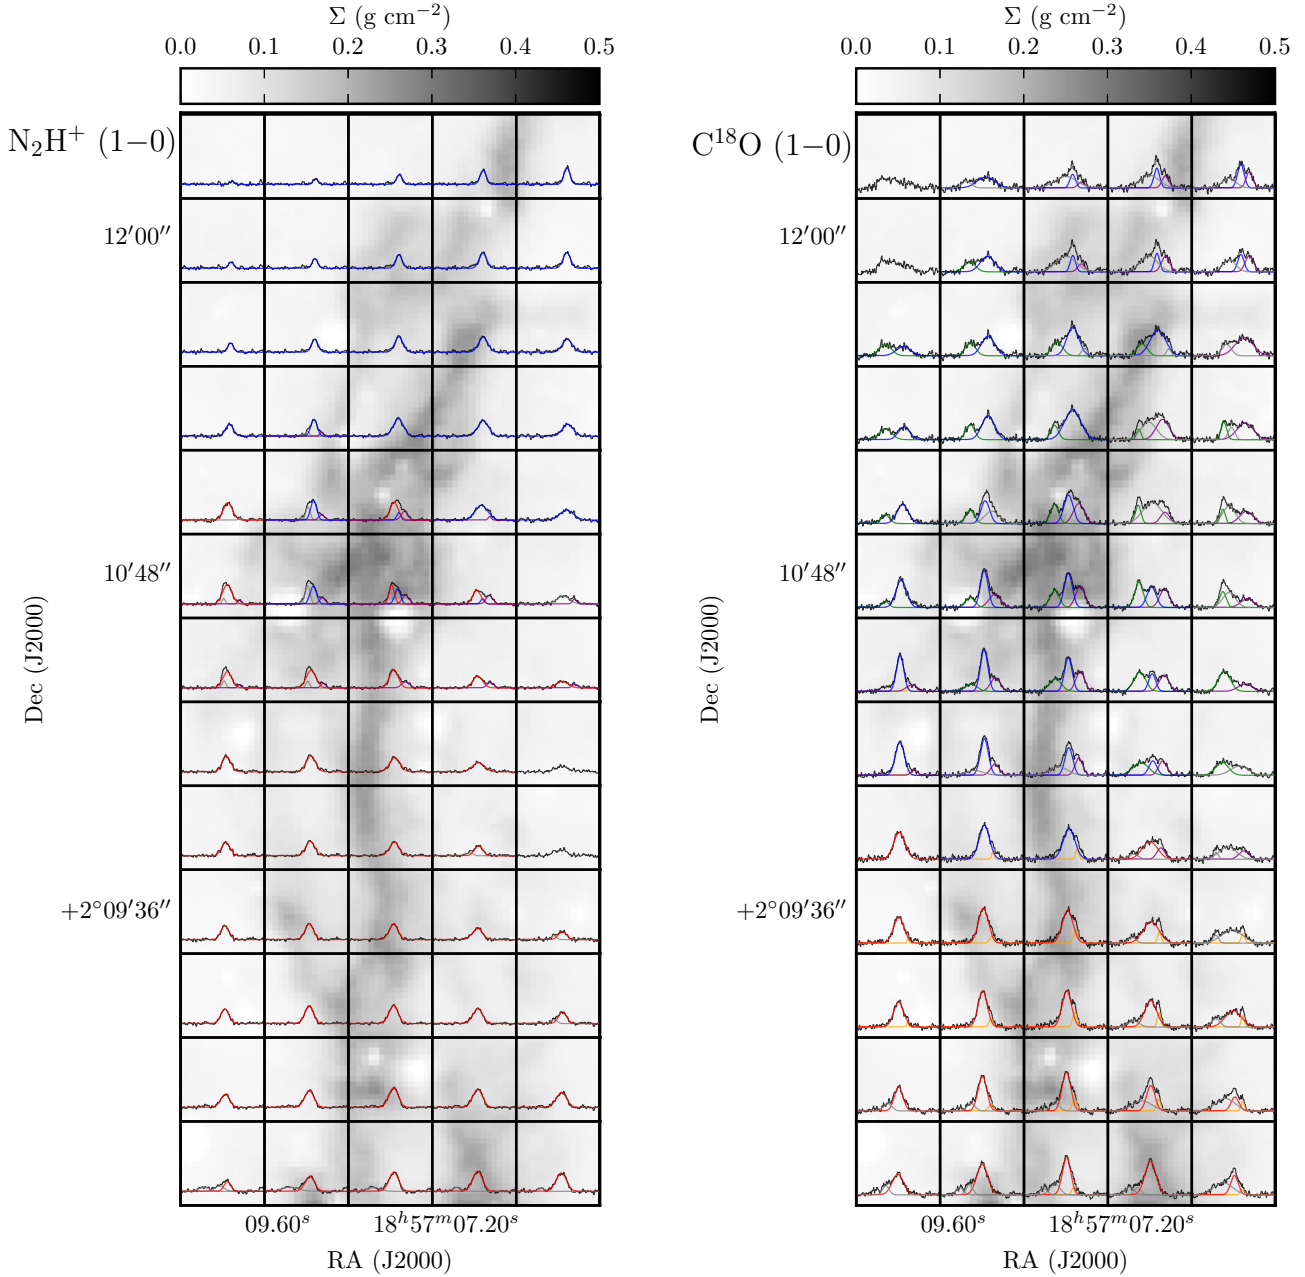 Σ (g cm⁻²)
0.0 0.1 0.2 0.3 0.4 0.5
N₂H⁺ (1−0)
12′00″
10′48″
+2°09′36″
Dec (J2000)
09.60ˢ 18ʰ57ᵐ07.20ˢ
RA (J2000)
Σ (g cm⁻²)
0.0 0.1 0.2 0.3 0.4 0.5
C¹⁸O (1−0)
12′00″
10′48″
+2°09′36″
Dec (J2000)
09.60ˢ 18ʰ57ᵐ07.20ˢ
RA (J2000)